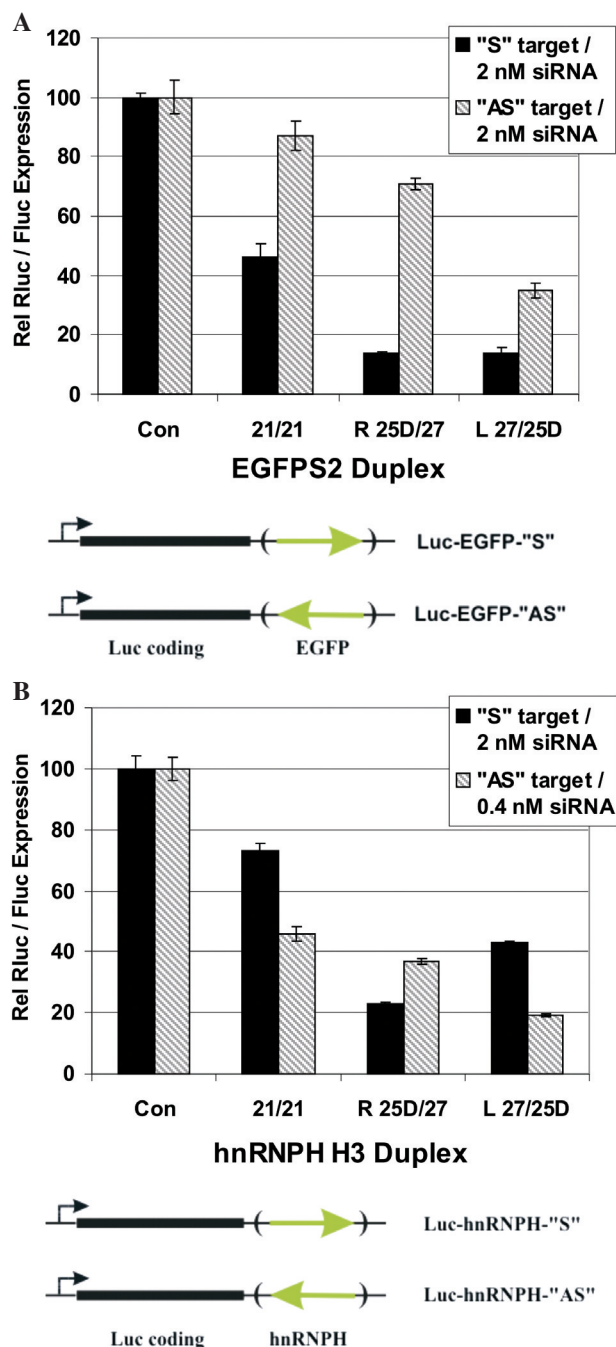 A
120
100
80
60
40
20
0
Rel Rluc / Fluc Expression
"S" target /
2 nM siRNA
"AS" target /
2 nM siRNA
Con 21/21 R 25D/27 L 27/25D
EGFPS2 Duplex
Luc-EGFP-"S"
Luc-EGFP-"AS"
Luc coding EGFP
B
120
100
80
60
40
20
0
Rel Rluc / Fluc Expression
"S" target /
2 nM siRNA
"AS" target /
0.4 nM siRNA
Con 21/21 R 25D/27 L 27/25D
hnRNPH H3 Duplex
Luc-hnRNPH-"S"
Luc-hnRNPH-"AS"
Luc coding hnRNPH